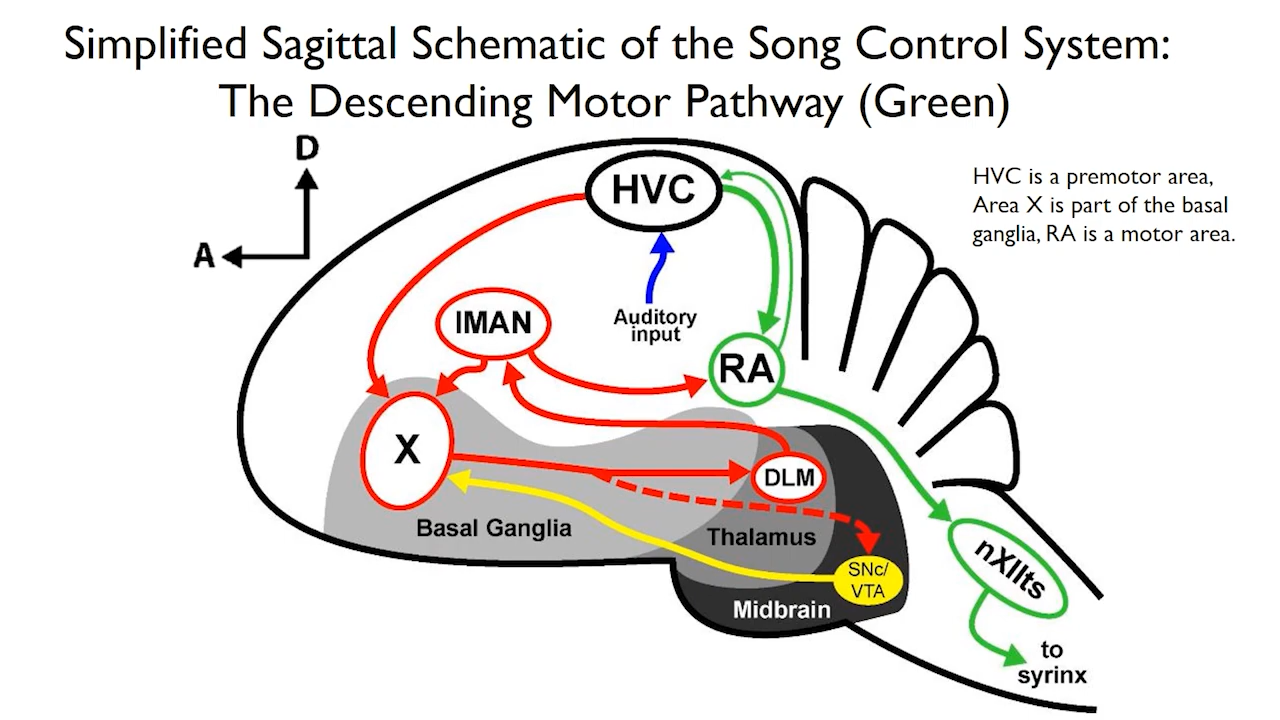 Simplified Sagittal Schematic of the Song Control System:
The Descending Motor Pathway (Green)
D
A
HVC
HVC is a premotor area,
Area X is part of the basal
ganglia, RA is a motor area.
lMAN
Auditory
input
RA
X
DLM
Basal Ganglia
Thalamus
SNc/
VTA
Midbrain
nXIIts
to
syrinx